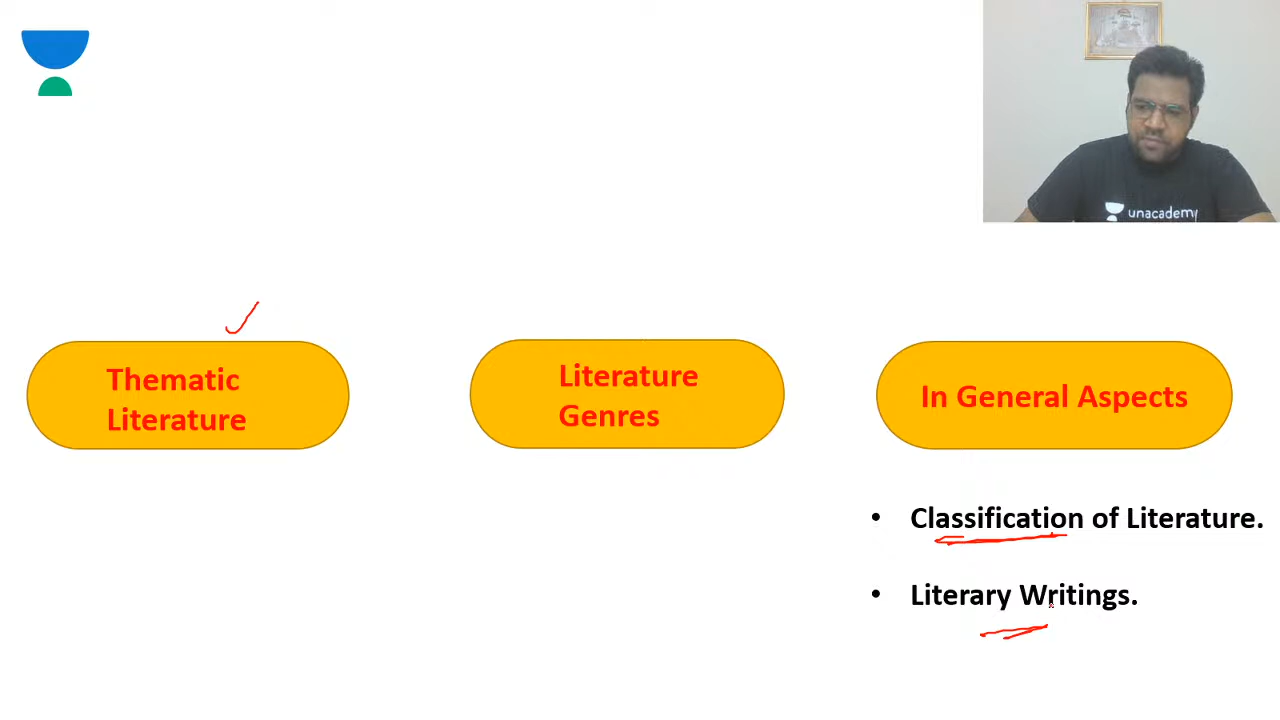 unacademy
Thematic
Literature
Literature
Genres
In General Aspects
• Classification of Literature.
• Literary Writings.